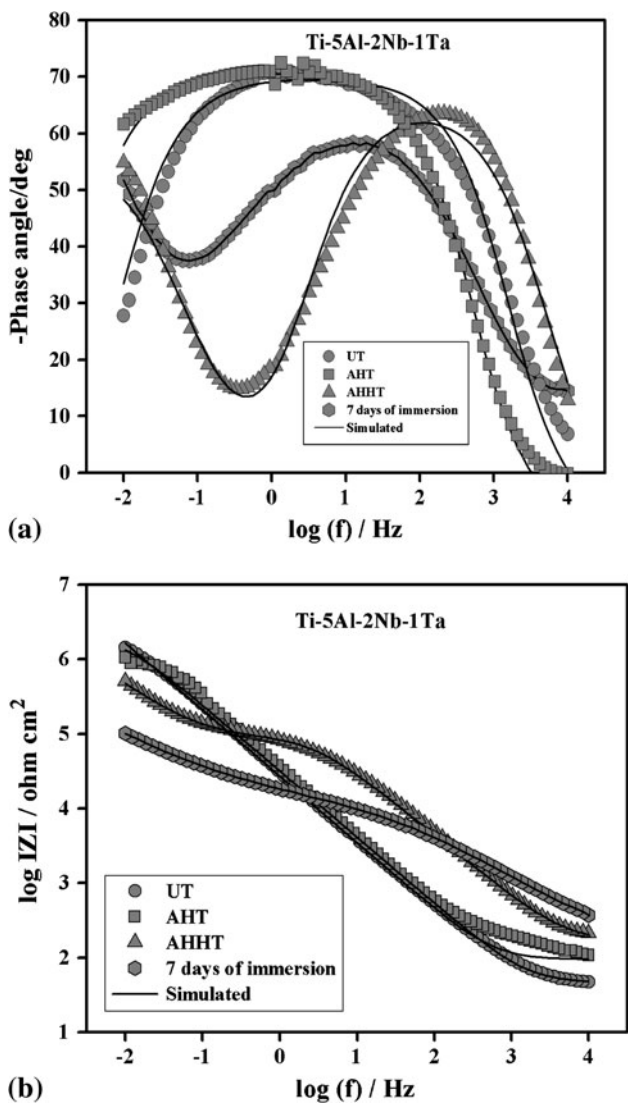 Ti-5Al-2Nb-1Ta
80
70
60
50
40
30
20
10
0
-Phase angle/deg
UT
AHT
AHHT
7 days of immersion
Simulated
-2 -1 0 1 2 3 4
log (f) / Hz
(a)
Ti-5Al-2Nb-1Ta
7
6
5
4
3
2
1
log IZI / ohm cm²
UT
AHT
AHHT
7 days of immersion
Simulated
-2 -1 0 1 2 3 4
log (f) / Hz
(b)